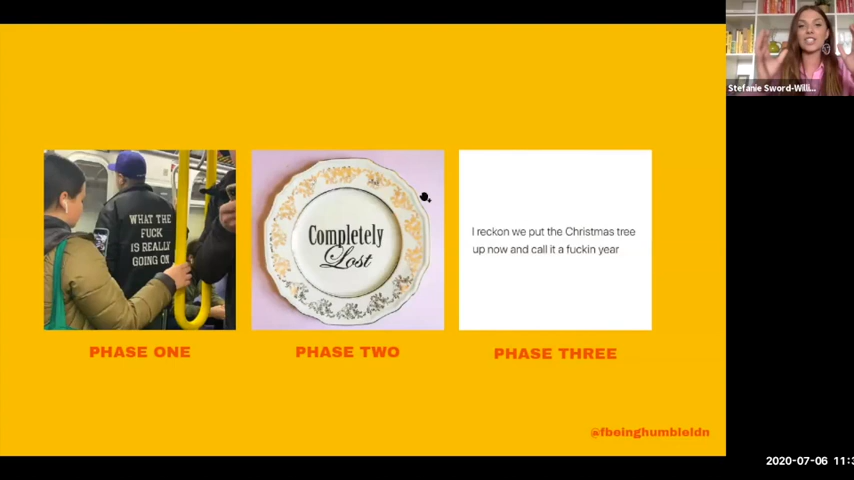 Stefanie Sword-Willi...
WHAT THE
FUCK
IS REALLY
GOING ON
Completely
Lost
I reckon we put the Christmas tree
up now and call it a fuckin year
PHASE ONE
PHASE TWO
PHASE THREE
@fbeinghumbleldn
2020-07-06 11:3